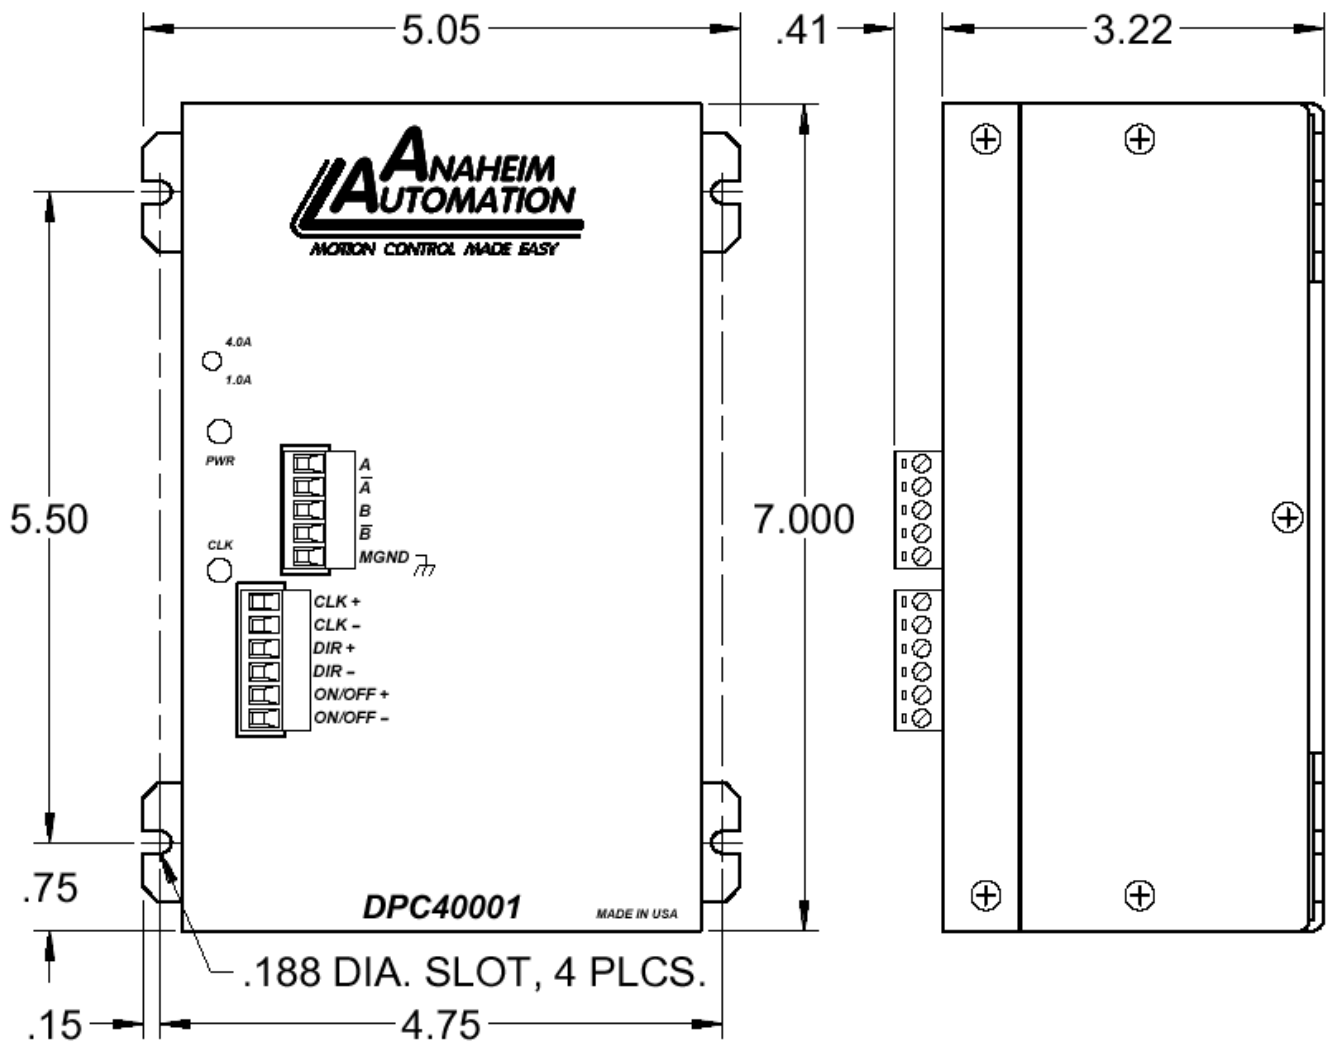 5.05
.41
3.22
ANAHEIM
AUTOMATION
MOTION CONTROL MADE EASY
4.0A
1.0A
PWR
A
A̅
B
B̅
MGND
5.50
7.000
CLK
CLK +
CLK –
DIR +
DIR –
ON/OFF +
ON/OFF –
.75
DPC40001
MADE IN USA
.188 DIA. SLOT, 4 PLCS.
.15
4.75